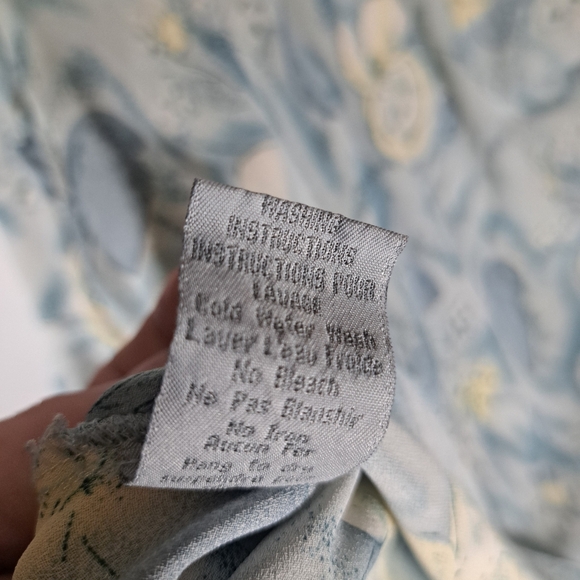 WASHING
INSTRUCTIONS
INSTRUCTIONS POUR
LAVAGE
Cold Water Wash
Laver L'eau Froide
No Bleach
Ne Pas Blanchir
No Iron
Aucun Fer
Hang to dry